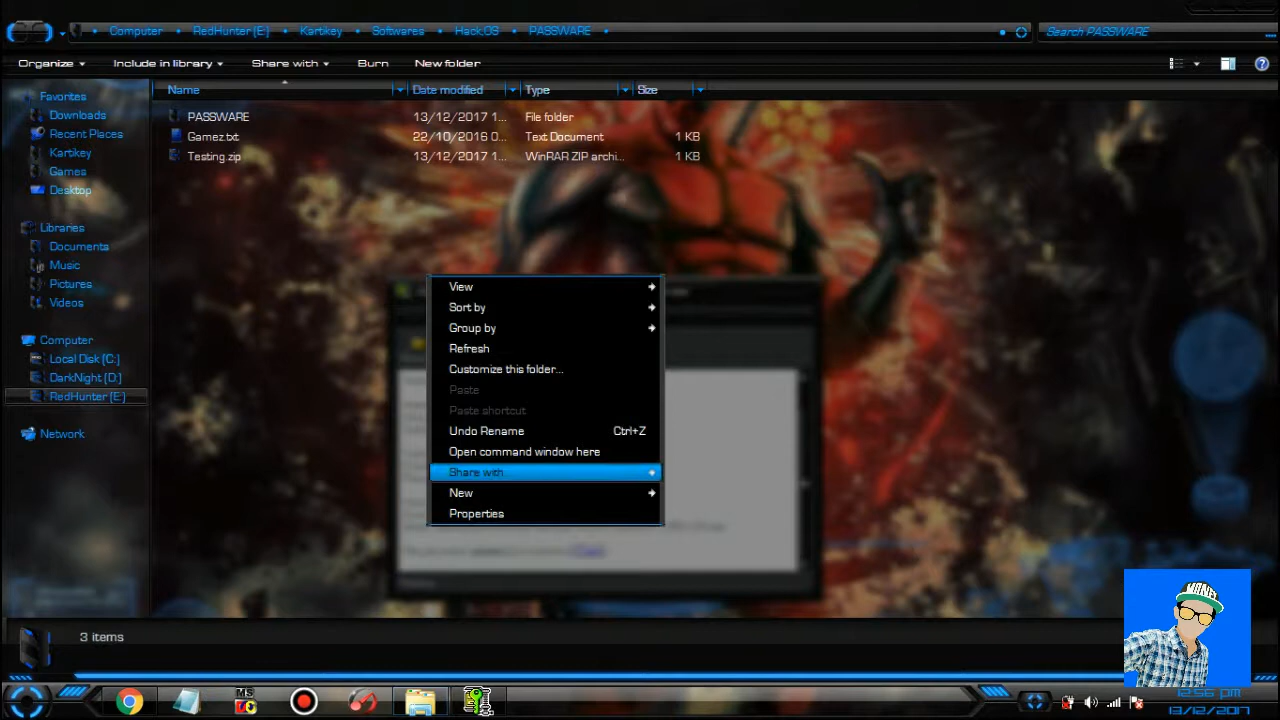 Computer RedHunter (E:) Kartikey Softwares Hack,OS PASSWARE
Search PASSWARE
Organize Include in library Share with Burn New folder
Name Date modified Type Size
PASSWARE 13/12/2017 1... File folder
Gamez.txt 22/10/2016 0... Text Document 1 KB
Testing.zip 13/12/2017 1... WinRAR ZIP archi... 1 KB
Favorites
Downloads
Recent Places
Kartikey
Games
Desktop
Libraries
Documents
Music
Pictures
Videos
Computer
Local Disk (C:)
DarkNight (D:)
RedHunter (E:)
Network
View
Sort by
Group by
Refresh
Customize this folder...
Paste
Paste shortcut
Undo Rename Ctrl+Z
Open command window here
Share with
New
Properties
3 items
MS
12:56 pm
13/12/2017